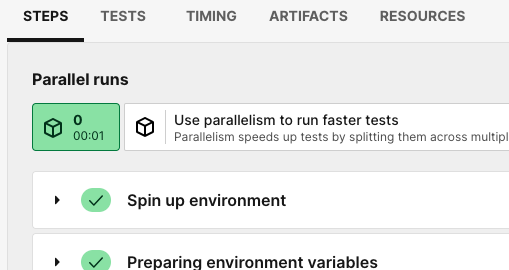 STEPS TESTS TIMING ARTIFACTS RESOURCES
Parallel runs
0
00:01
Use parallelism to run faster tests
Parallelism speeds up tests by splitting them across
Spin up environment
Preparing environment variables